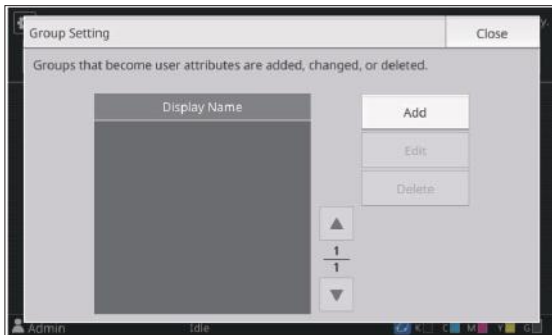 Group Setting
Close
Groups that become user attributes are added, changed, or deleted.
Display Name
Add
Edit
Delete
1
1
Admin
Idle
K
C
M
Y
G